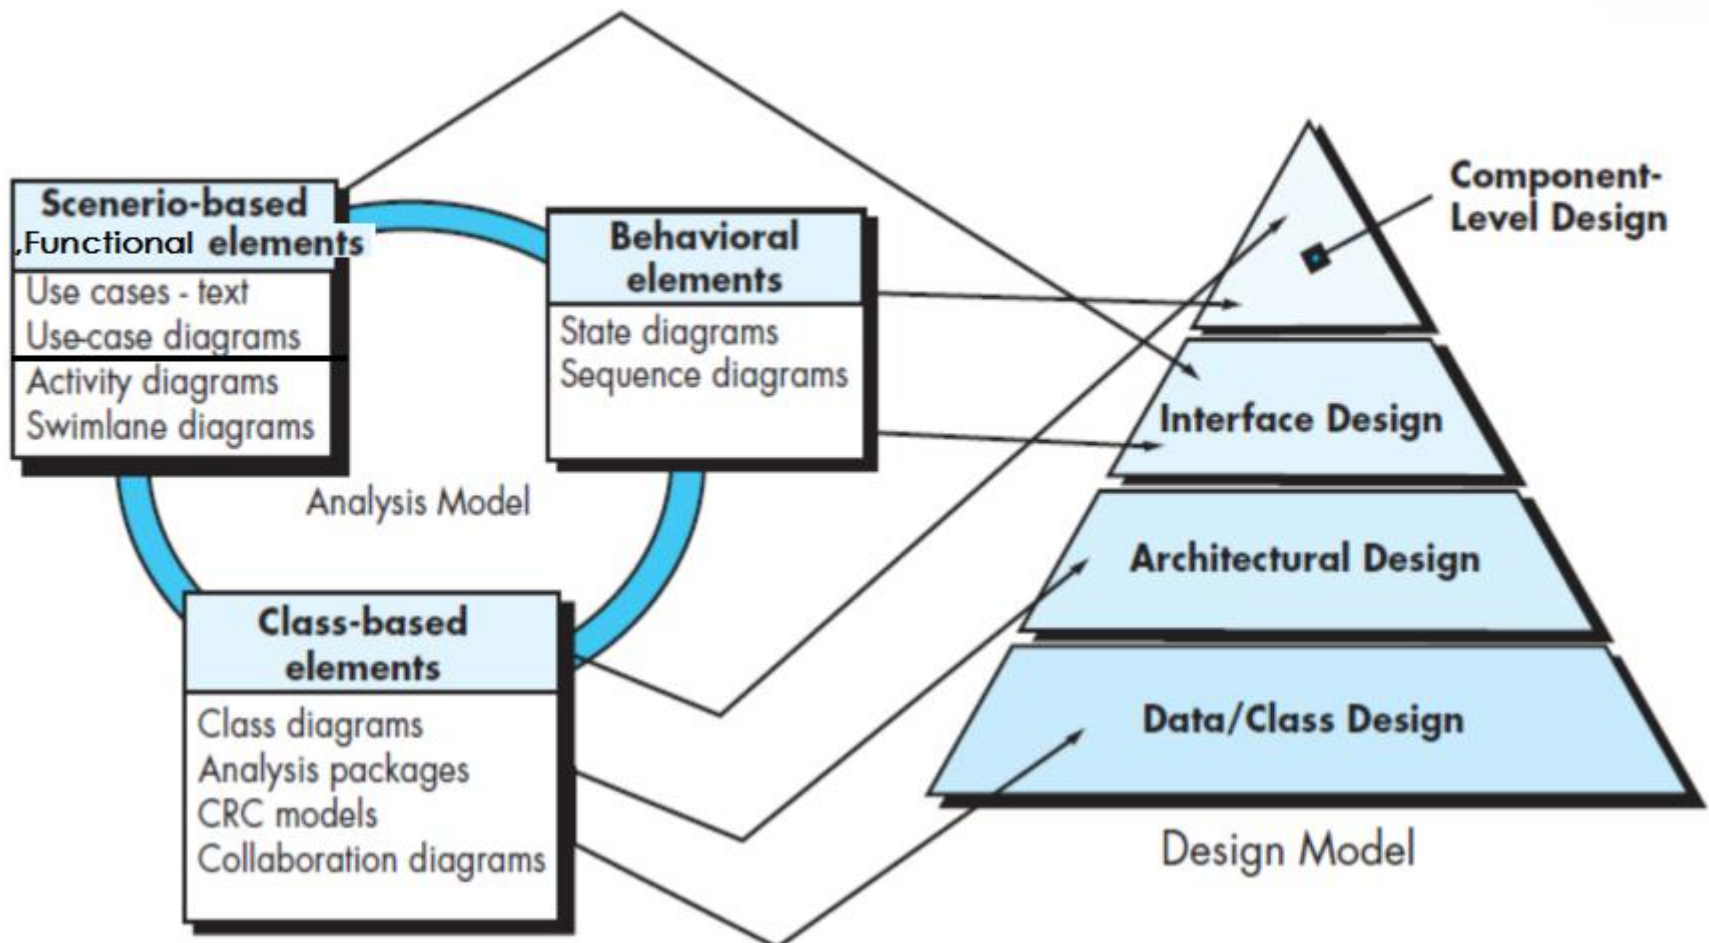 Scenerio-based
,Functional elements
Use cases - text
Use-case diagrams
Activity diagrams
Swimlane diagrams
Behavioral
elements
State diagrams
Sequence diagrams
Analysis Model
Class-based
elements
Class diagrams
Analysis packages
CRC models
Collaboration diagrams
Component-
Level Design
Interface Design
Architectural Design
Data/Class Design
Design Model